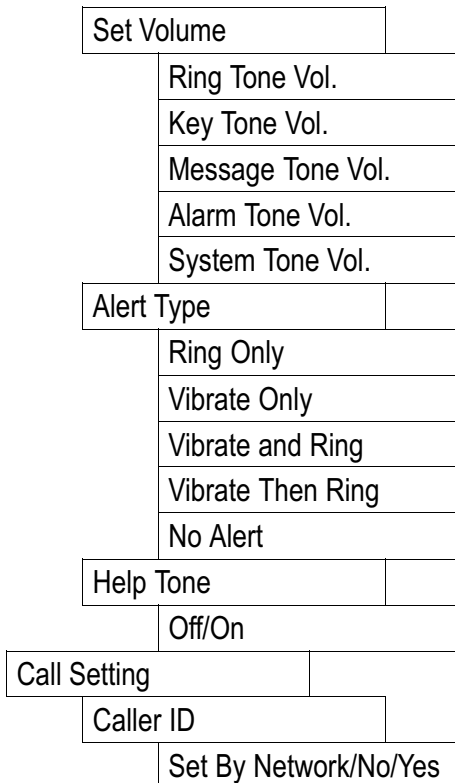 Set Volume
Ring Tone Vol.
Key Tone Vol.
Message Tone Vol.
Alarm Tone Vol.
System Tone Vol.
Alert Type
Ring Only
Vibrate Only
Vibrate and Ring
Vibrate Then Ring
No Alert
Help Tone
Off/On
Call Setting
Caller ID
Set By Network/No/Yes